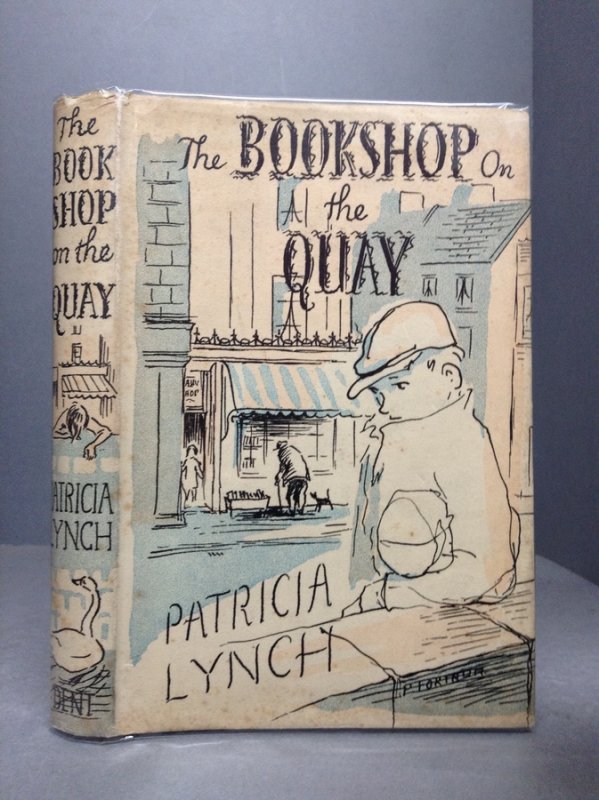 The
BOOK
SHOP
on the
QUAY
PATRICIA
LYNCH
DENT
The BOOKSHOP On
the
QUAY
PATRICIA
LYNCH